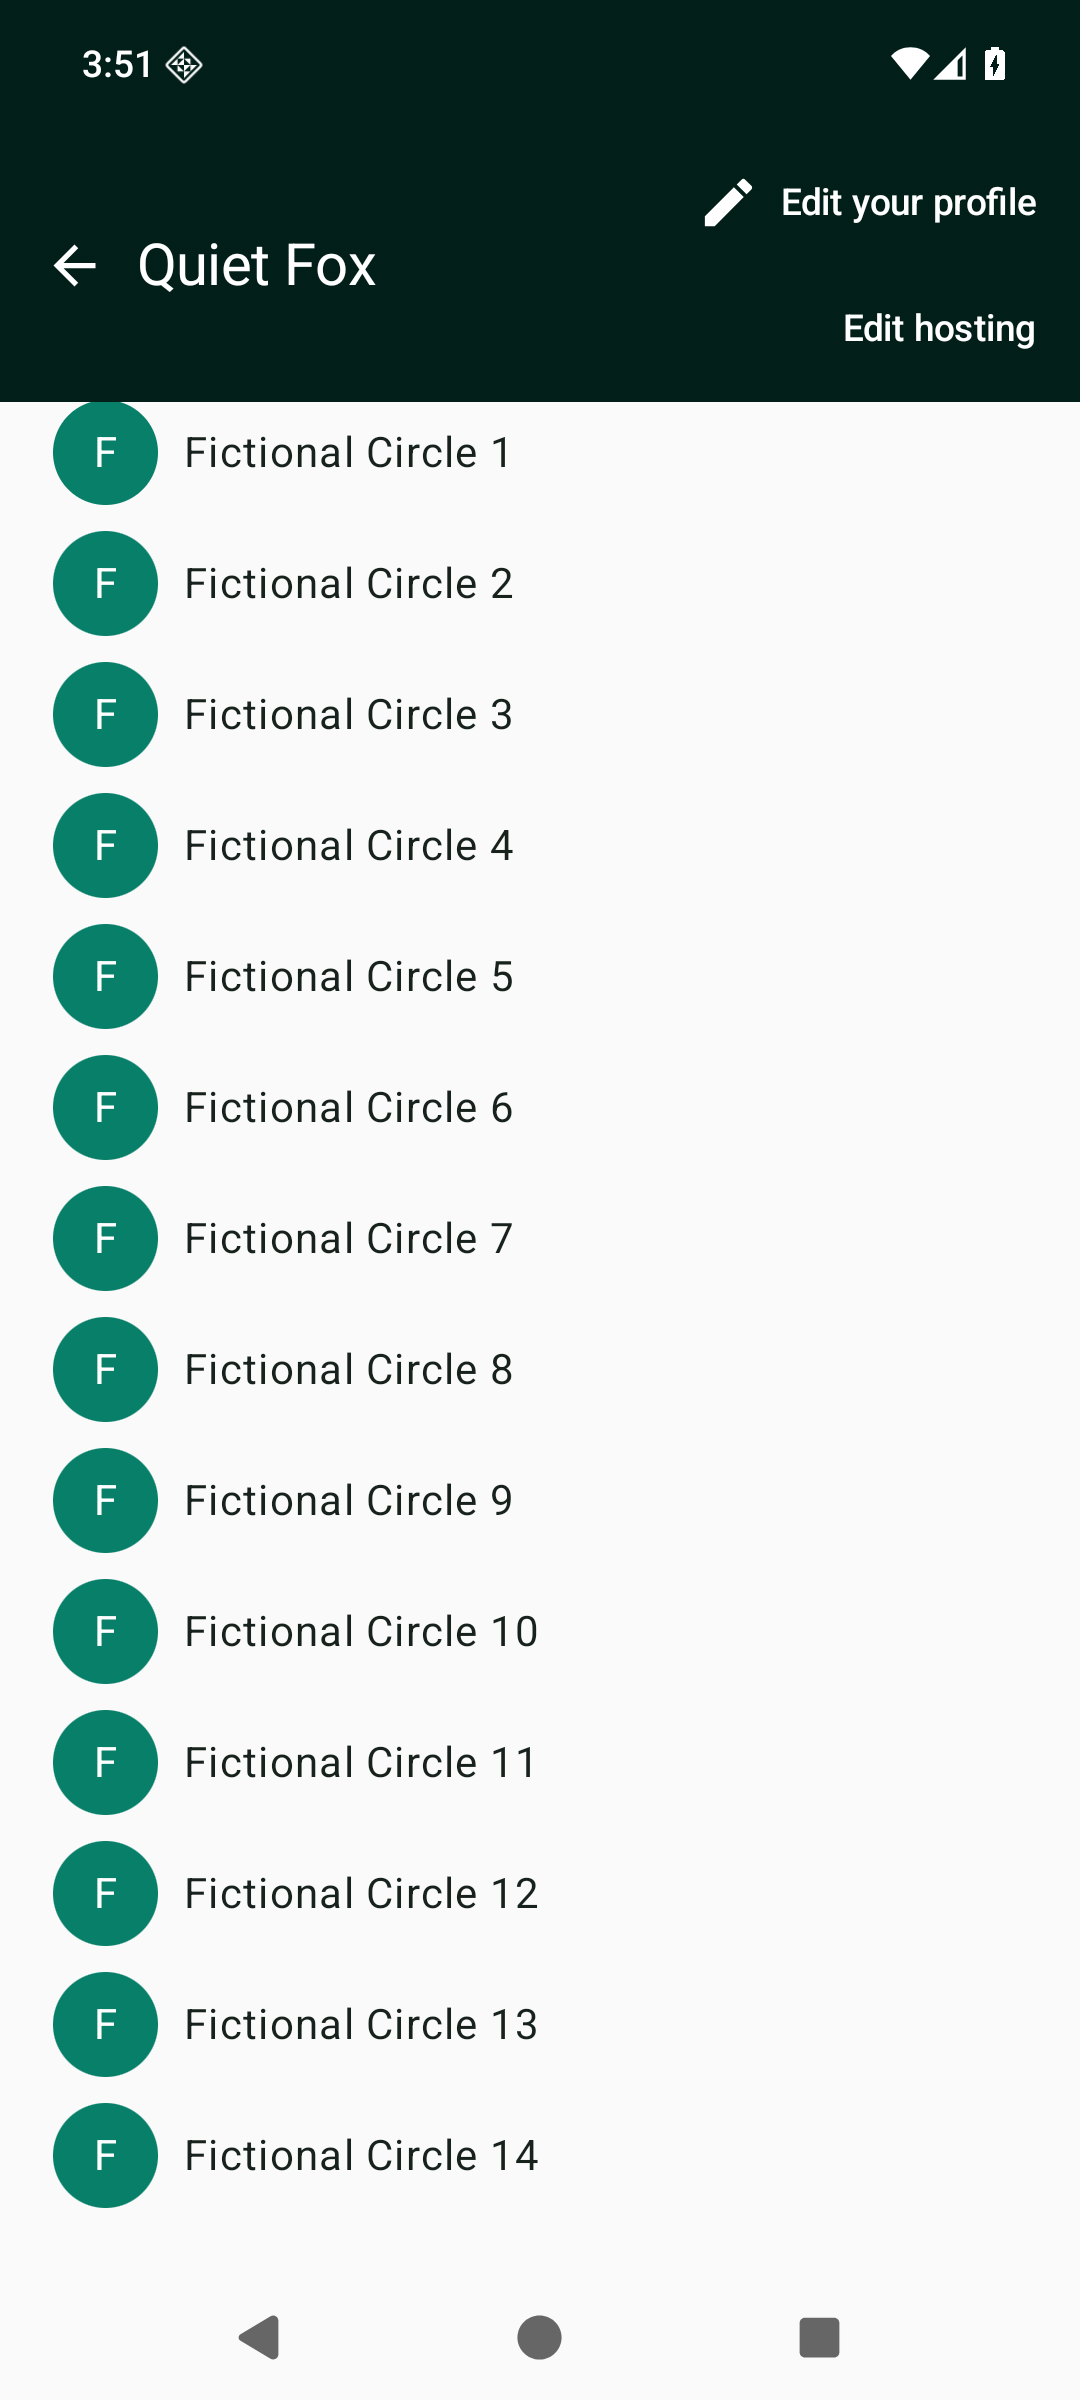 3:51
Edit your profile
Quiet Fox
Edit hosting
F Fictional Circle 1
F Fictional Circle 2
F Fictional Circle 3
F Fictional Circle 4
F Fictional Circle 5
F Fictional Circle 6
F Fictional Circle 7
F Fictional Circle 8
F Fictional Circle 9
F Fictional Circle 10
F Fictional Circle 11
F Fictional Circle 12
F Fictional Circle 13
F Fictional Circle 14